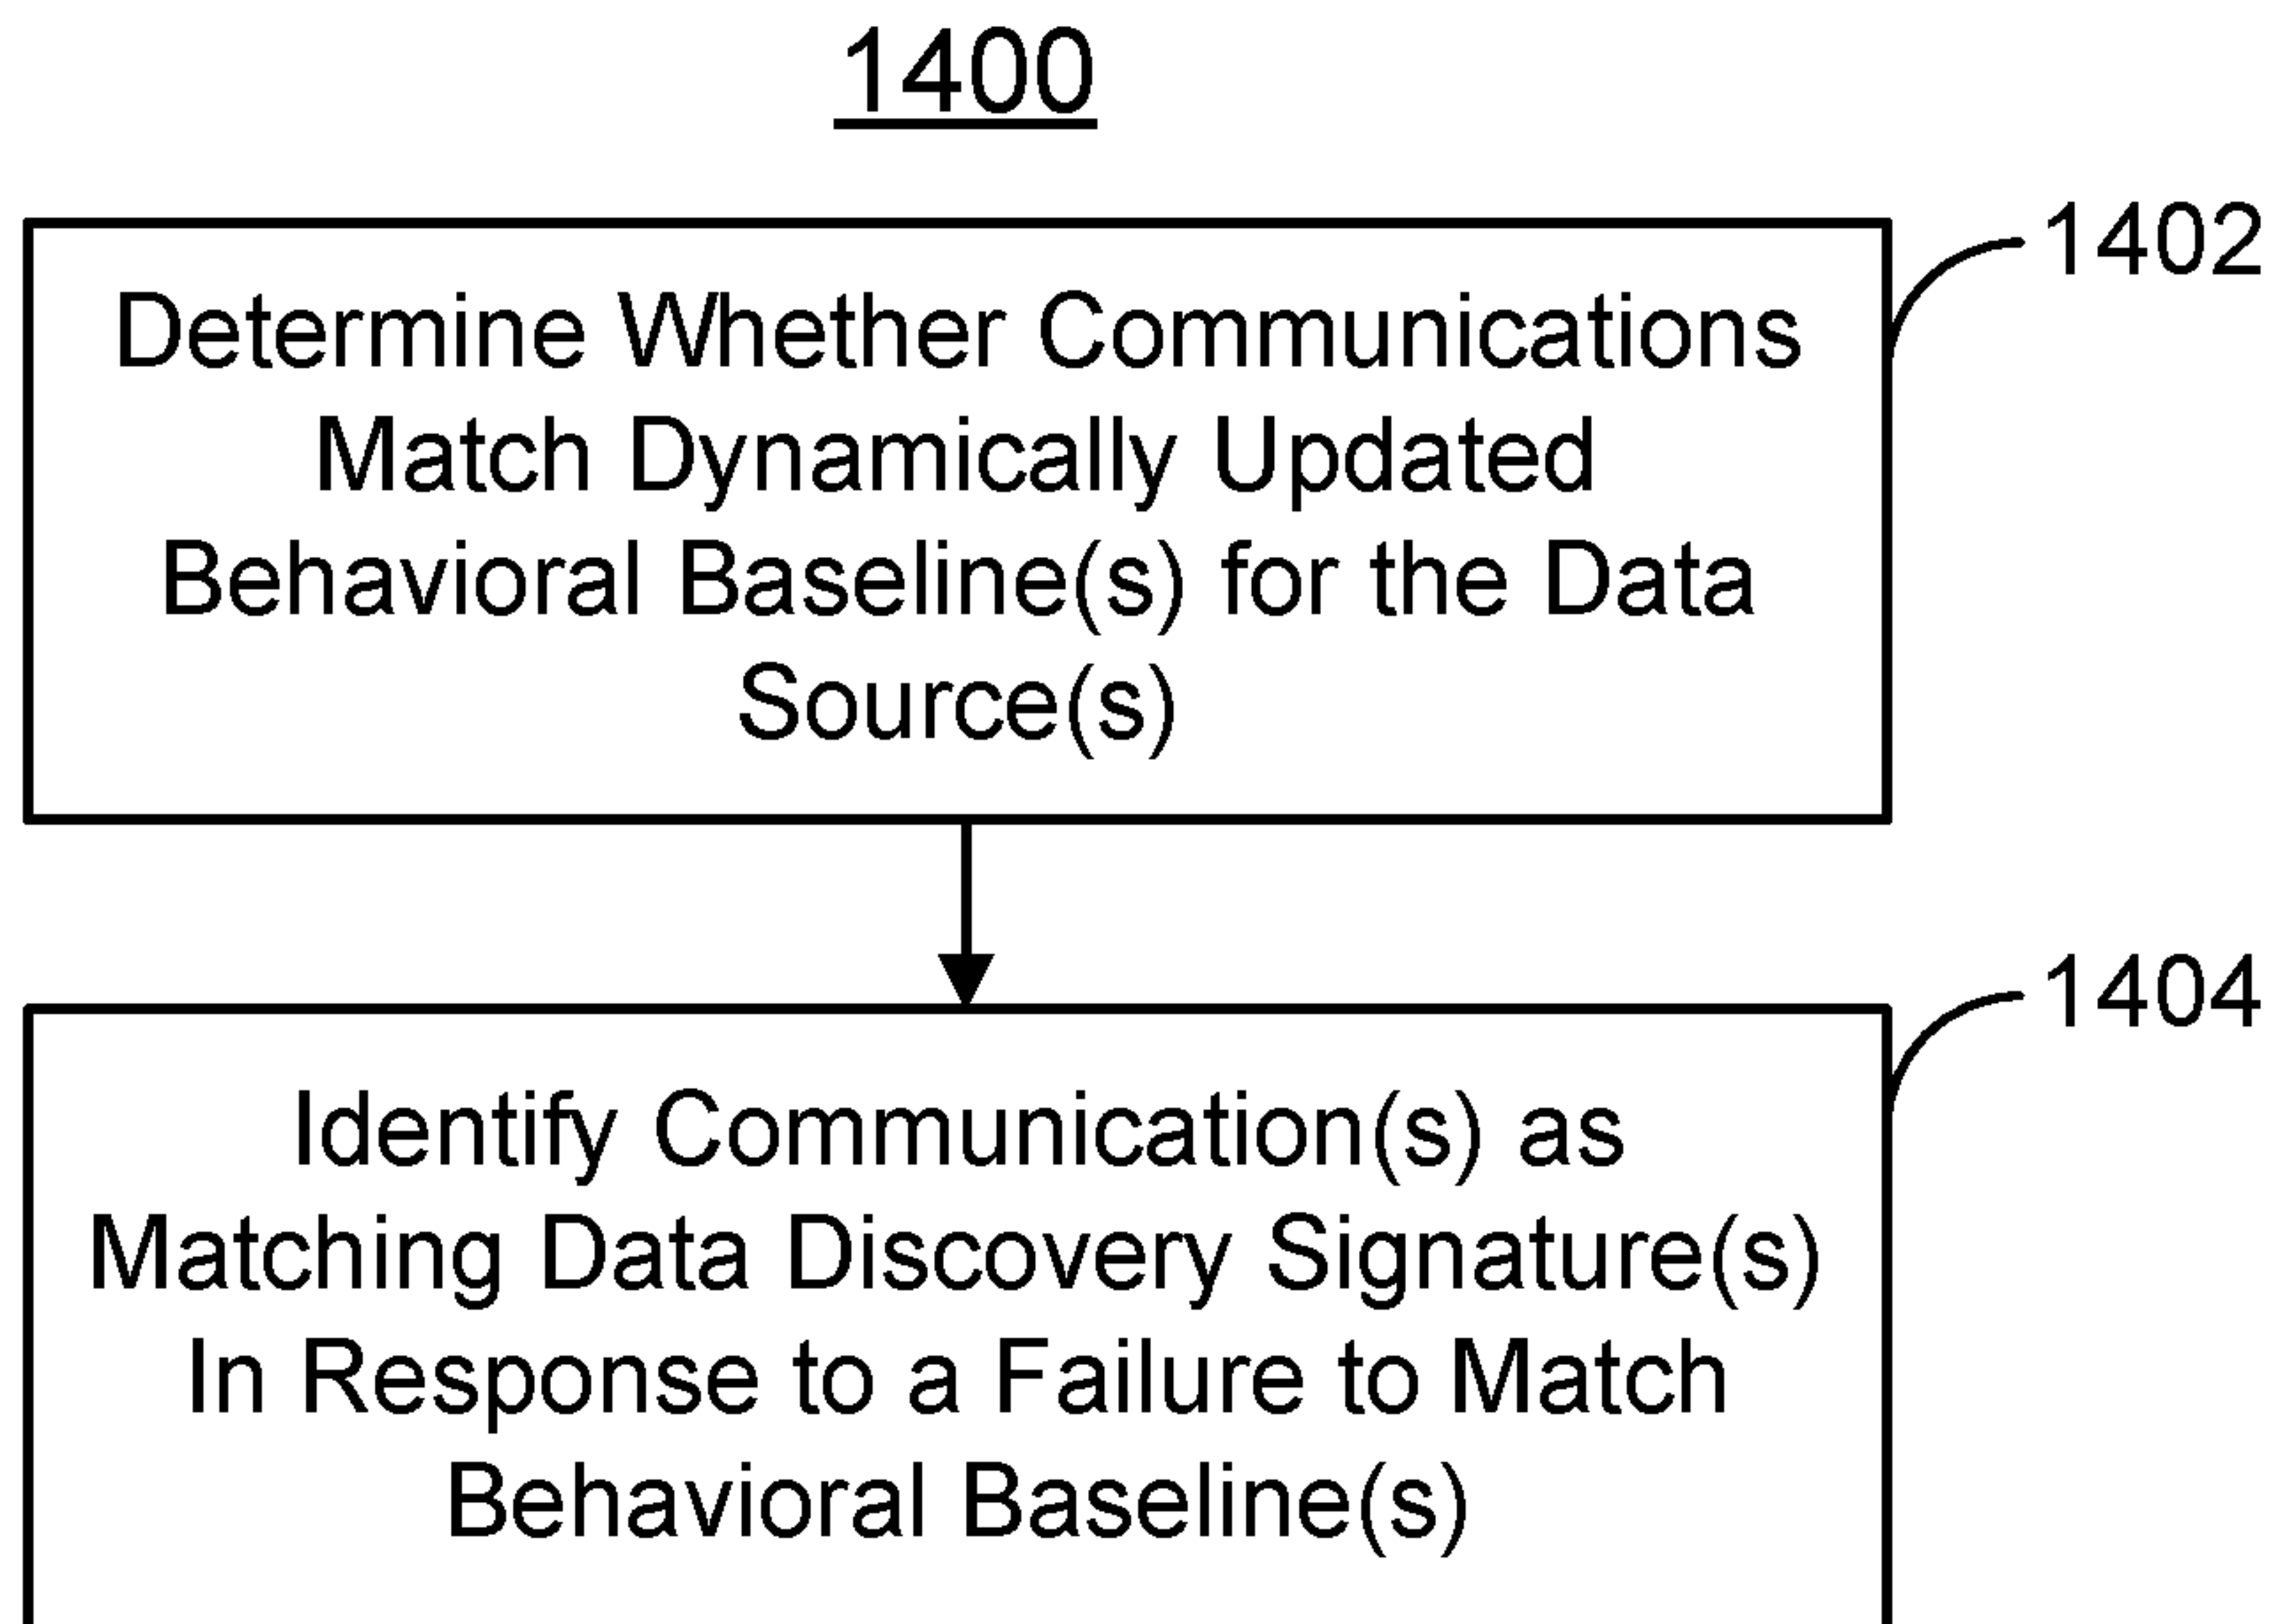 1400
1402
Determine Whether Communications
Match Dynamically Updated
Behavioral Baseline(s) for the Data
Source(s)
1404
Identify Communication(s) as
Matching Data Discovery Signature(s)
In Response to a Failure to Match
Behavioral Baseline(s)